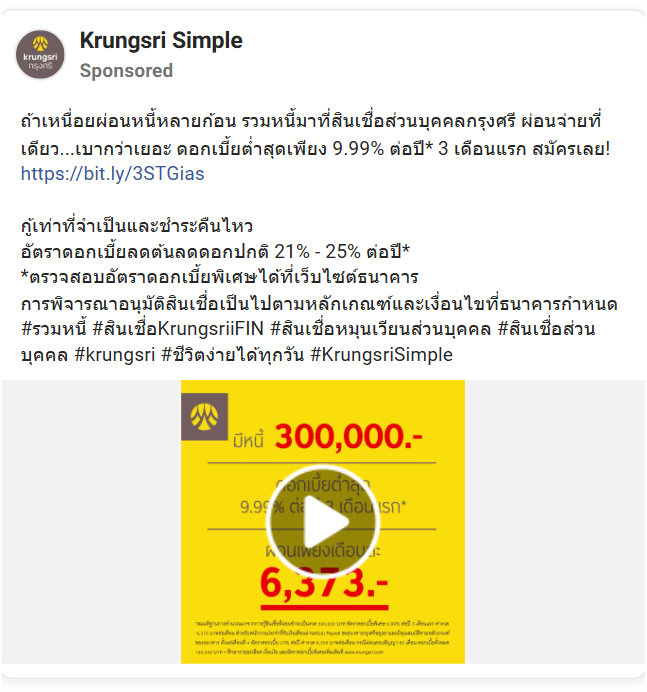 Krungsri Simple
krungsri
กรุงศรี
Sponsored
ถ้าเหนื่อยผ่อนหนี้หลายก้อน รวมหนี้มาที่สินเชื่อส่วนบุคคลกรุงศรี ผ่อนจ่ายที่
เดียว...เบากว่าเยอะ ดอกเบี้ยต่ำสุดเพียง 9.99% ต่อปี* 3 เดือนแรก สมัครเลย!
https://bit.ly/3STGias
กู้เท่าที่จำเป็นและชำระคืนไหว
อัตราดอกเบี้ยลดต้นลดดอกปกติ 21% - 25% ต่อปี*
*ตรวจสอบอัตราดอกเบี้ยพิเศษได้ที่เว็บไซต์ธนาคาร
การพิจารณาอนุมัติสินเชื่อเป็นไปตามหลักเกณฑ์และเงื่อนไขที่ธนาคารกำหนด
#รวมหนี้ #สินเชื่อKrungsriiFIN #สินเชื่อหมุนเวียนส่วนบุคคล #สินเชื่อส่วน
บุคคล #krungsri #ชีวิตง่ายได้ทุกวัน #KrungsriSimple
มีหนี้ 300,000.-
ดอกเบี้ยต่ำสุด
9.99% ต่อปี 3 เดือนแรก*
ผ่อนเพียงเดือนละ
6,373.-